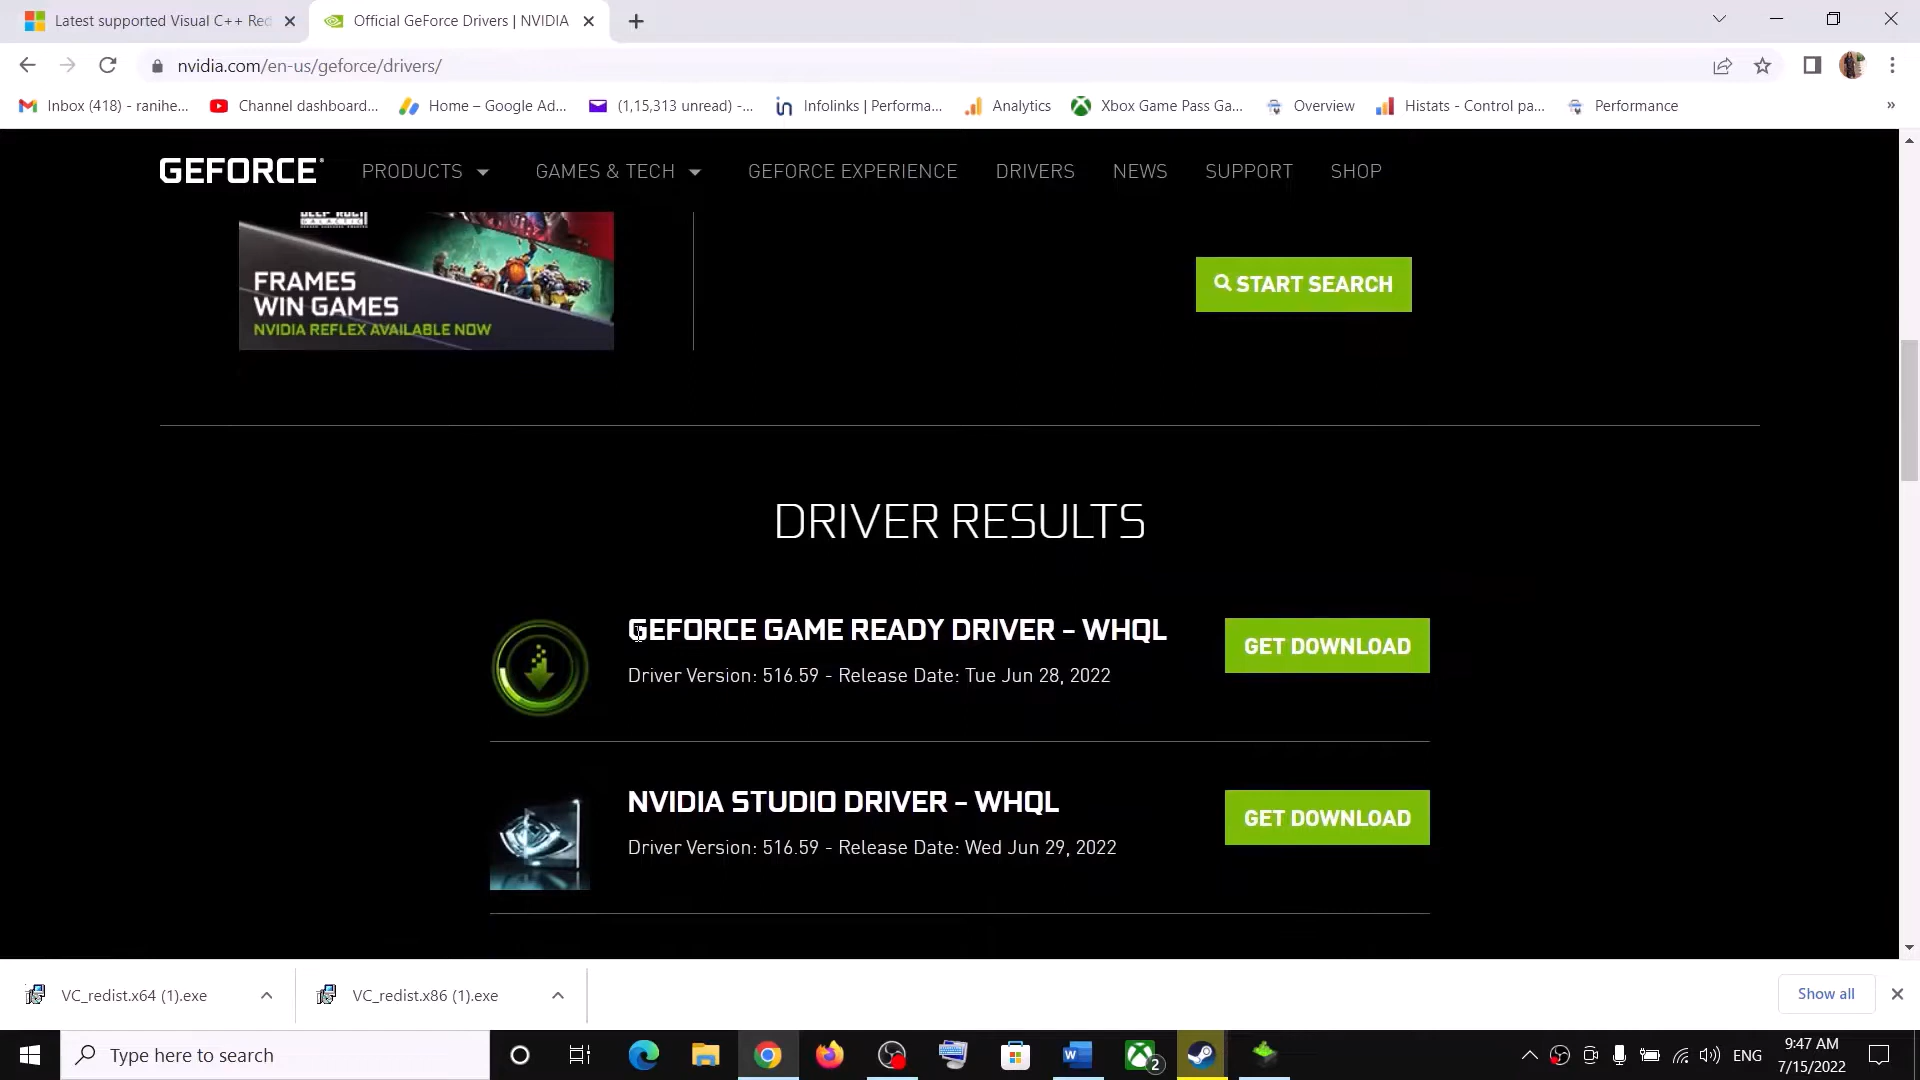 Latest supported Visual C++ Red
Official GeForce Drivers | NVIDIA
nvidia.com/en-us/geforce/drivers/
Inbox (418) - ranihe...
Channel dashboard...
Home – Google Ad...
(1,15,313 unread) -...
Infolinks | Performa...
Analytics
Xbox Game Pass Ga...
Overview
Histats - Control pa...
Performance
»
GEFORCE
PRODUCTS
GAMES & TECH
GEFORCE EXPERIENCE
DRIVERS
NEWS
SUPPORT
SHOP
GALACTIC
FRAMES
WIN GAMES
NVIDIA REFLEX AVAILABLE NOW
START SEARCH
DRIVER RESULTS
GEFORCE GAME READY DRIVER – WHQL
Driver Version: 516.59 - Release Date: Tue Jun 28, 2022
GET DOWNLOAD
NVIDIA STUDIO DRIVER – WHQL
Driver Version: 516.59 - Release Date: Wed Jun 29, 2022
GET DOWNLOAD
VC_redist.x64 (1).exe
VC_redist.x86 (1).exe
Show all
Type here to search
2
ENG
9:47 AM
7/15/2022